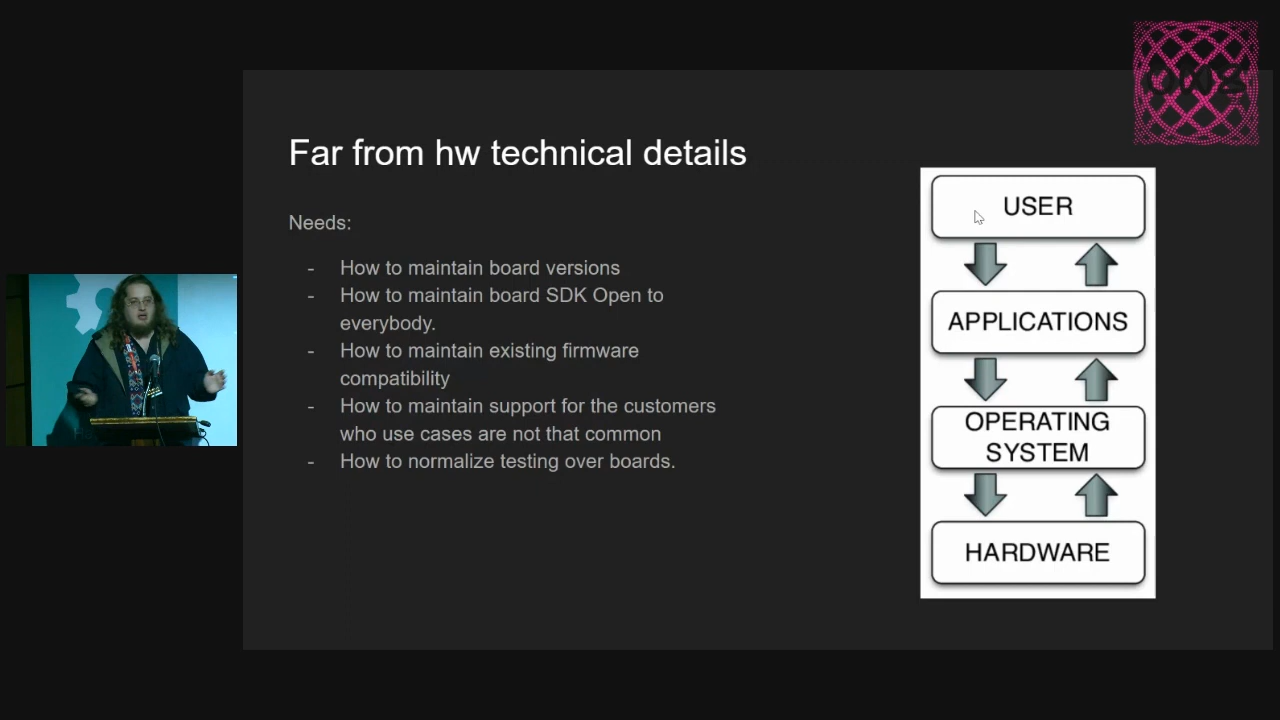 Far from hw technical details
Needs:
- How to maintain board versions
- How to maintain board SDK Open to
everybody.
- How to maintain existing firmware
compatibility
- How to maintain support for the customers
who use cases are not that common
- How to normalize testing over boards.
USER
APPLICATIONS
OPERATING
SYSTEM
HARDWARE